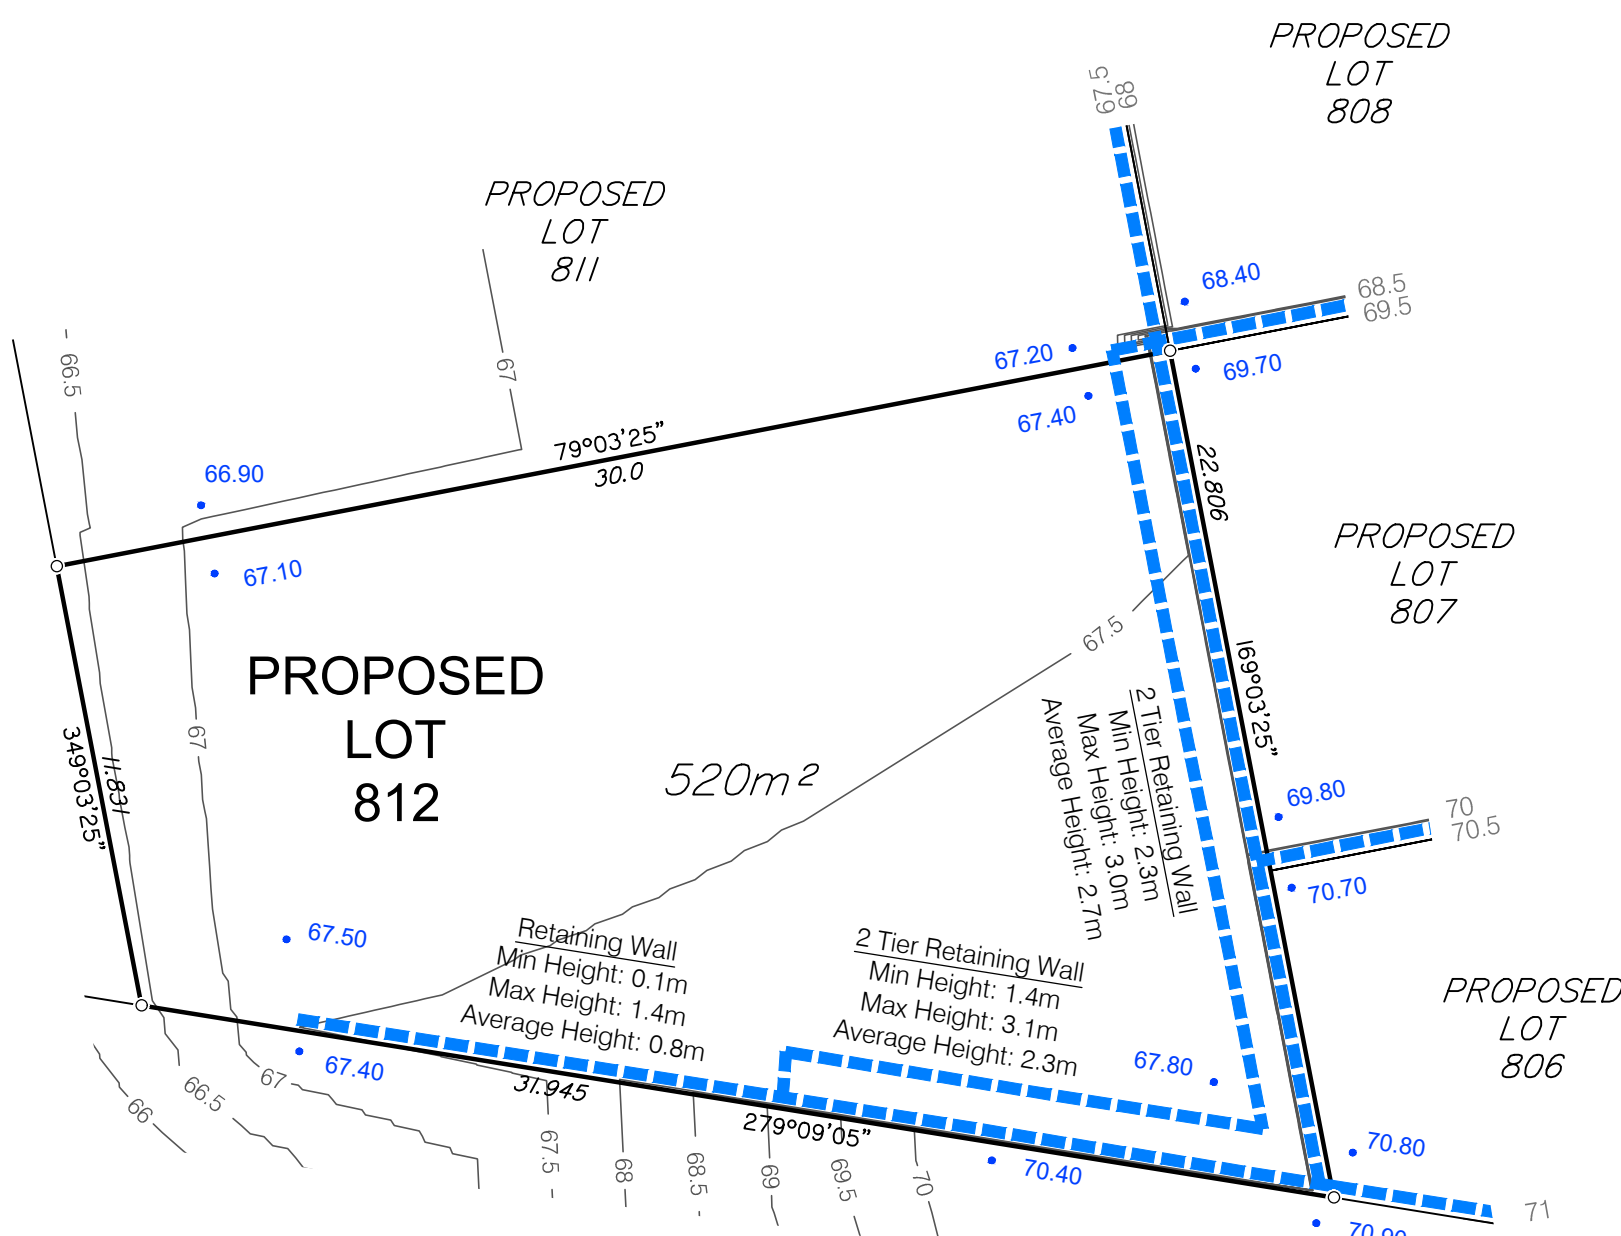 PROPOSED
LOT
808
67.5
68
PROPOSED
LOT
811
68.40
68.5
69.5
66.5
67
67.20
69.70
67.40
79°03'25"
30.0
66.90
22.806
67.10
PROPOSED
LOT
807
67.5
169°03'25"
PROPOSED
LOT
812
67
349°03'25"
11.831
520m²
2 Tier Retaining Wall
Min Height: 2.3m
Max Height: 3.0m
Average Height: 2.7m
69.80
70
70.5
70.70
67.50
Retaining Wall
Min Height: 0.1m
Max Height: 1.4m
Average Height: 0.8m
2 Tier Retaining Wall
Min Height: 1.4m
Max Height: 3.1m
Average Height: 2.3m
PROPOSED
LOT
806
67.80
67.40
67
66.5
66
31.945
279°09'05"
67.5
68
68.5
69
69.5
70
70.40
70.80
71
70.90